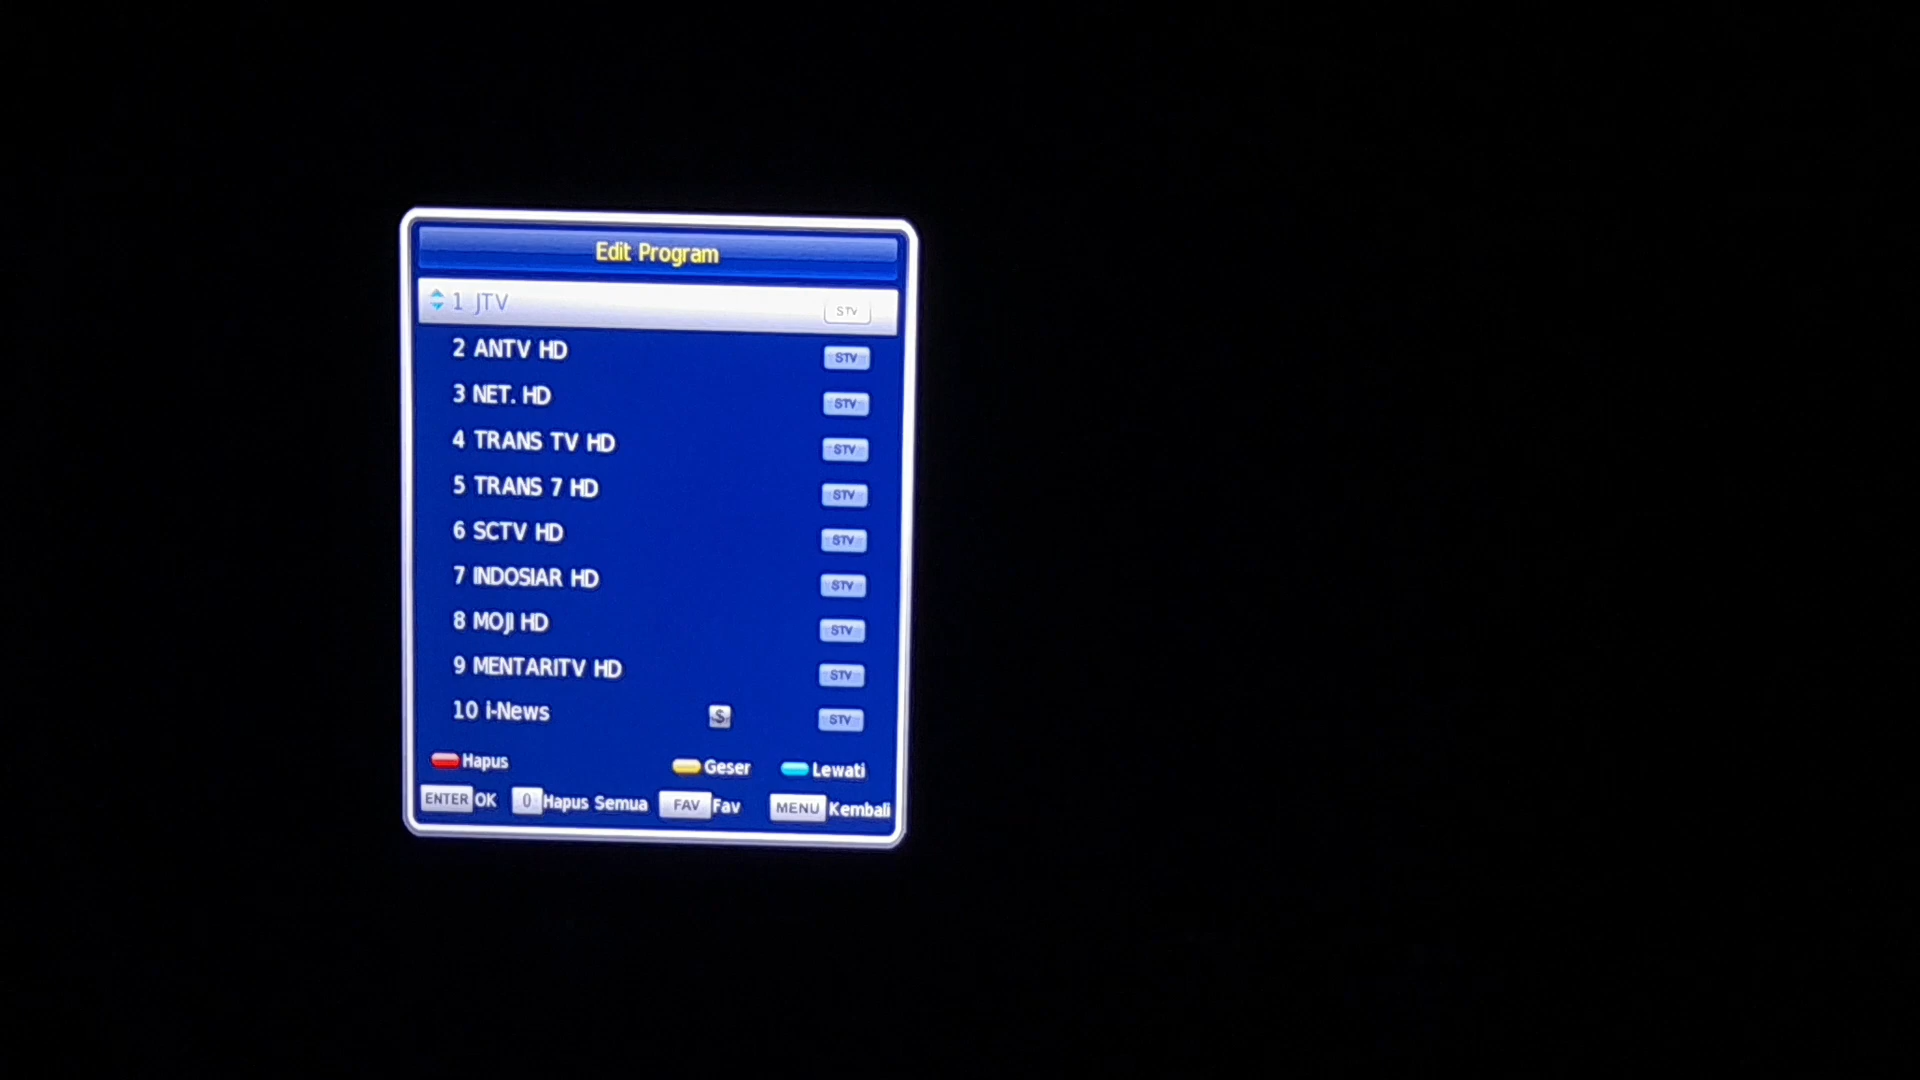 Edit Program
1 JTV STV
2 ANTV HD STV
3 NET. HD STV
4 TRANS TV HD STV
5 TRANS 7 HD STV
6 SCTV HD STV
7 INDOSIAR HD STV
8 MOJI HD STV
9 MENTARITV HD STV
10 i-News $ STV
Hapus Geser Lewati
ENTER OK 0 Hapus Semua FAV Fav MENU Kembali